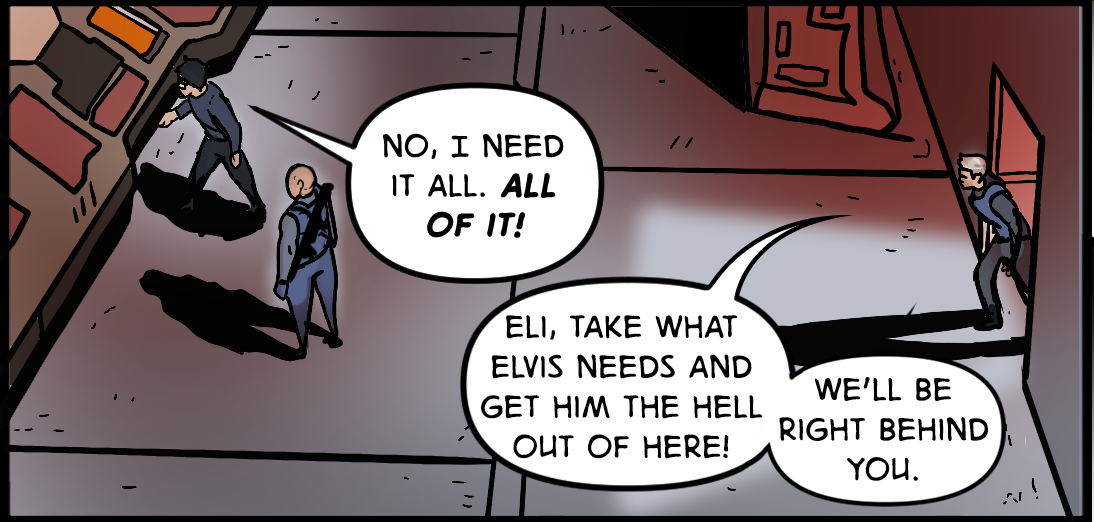 NO, I NEED
IT ALL. ALL
OF IT!
ELI, TAKE WHAT
ELVIS NEEDS AND
GET HIM THE HELL
OUT OF HERE!
WE'LL BE
RIGHT BEHIND
YOU.